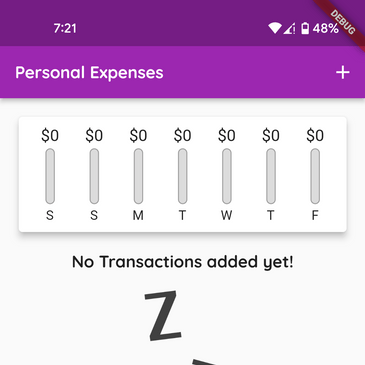 7:21
48%
DEBUG
Personal Expenses
+
$0 $0 $0 $0 $0 $0 $0
S S M T W T F
No Transactions added yet!
Z